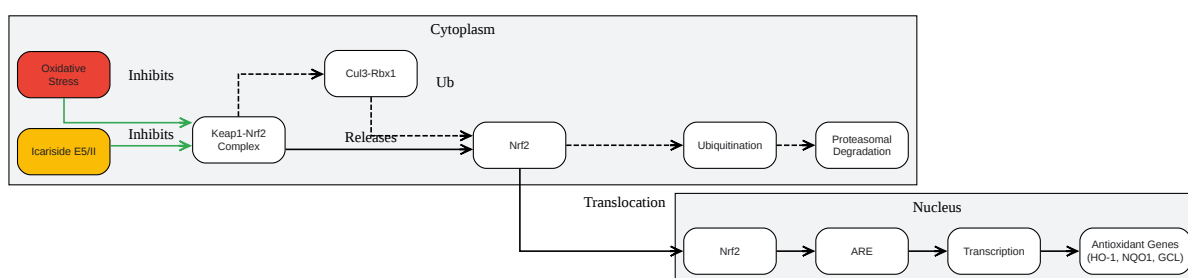 Cytoplasm
Oxidative
Stress
Inhibits
Cul3-Rbx1
Ub
Icariside E5/II
Inhibits
Keap1-Nrf2
Complex
Releases
Nrf2
Ubiquitination
Proteasomal
Degradation
Translocation
Nucleus
Nrf2
ARE
Transcription
Antioxidant Genes
(HO-1, NQO1, GCL)